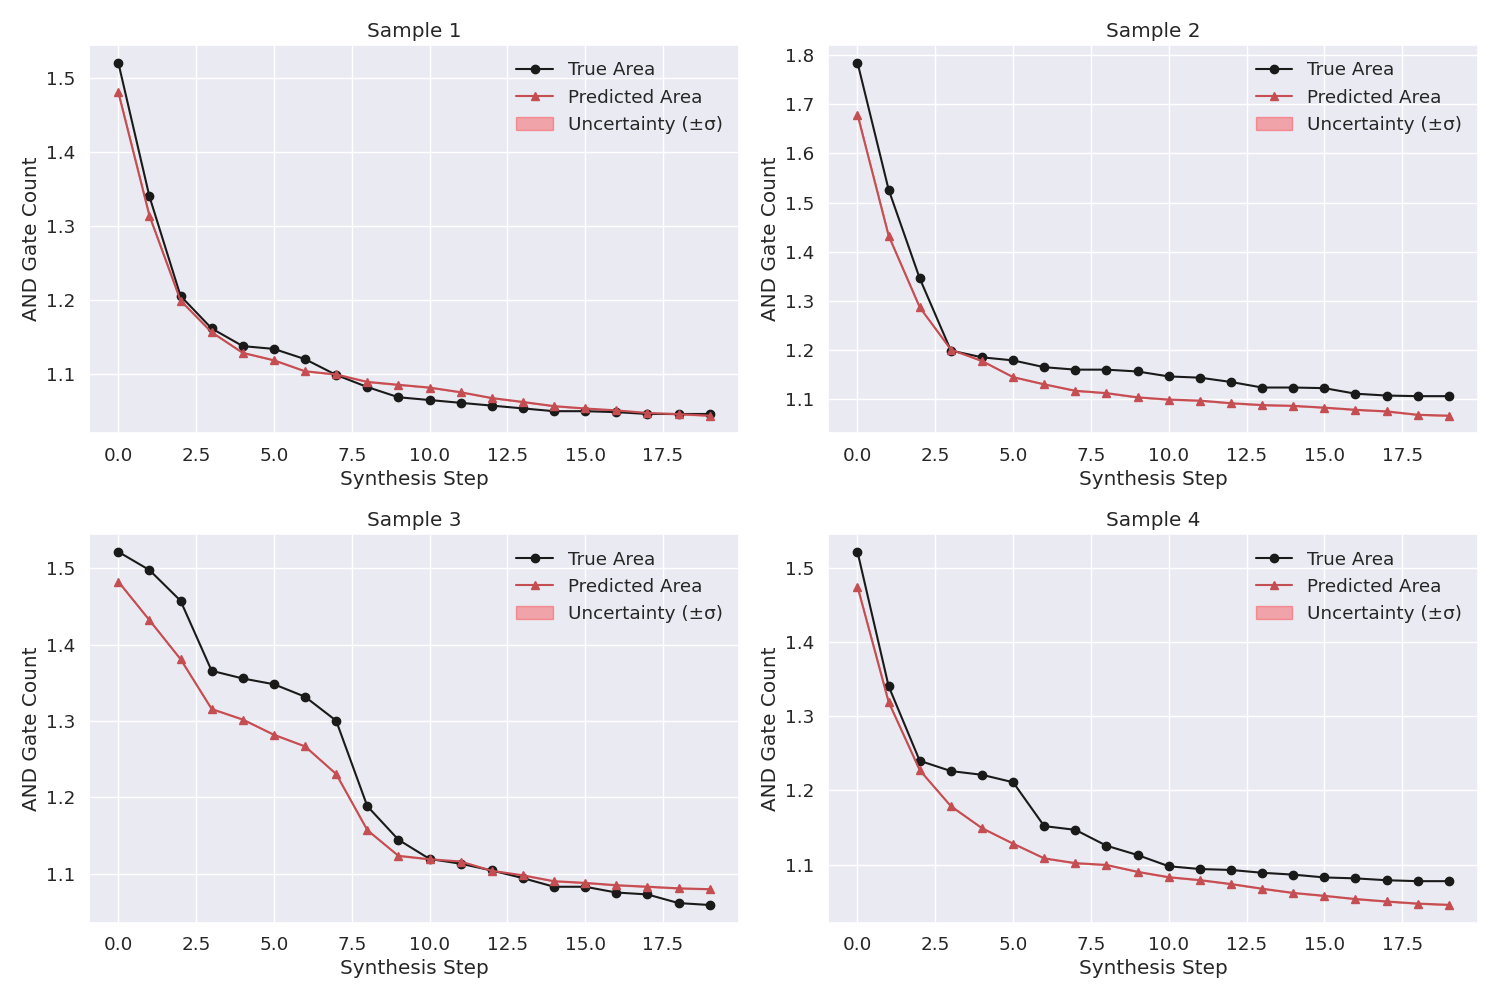 Sample 1
True Area
Predicted Area
Uncertainty (±σ)
AND Gate Count
1.5
1.4
1.3
1.2
1.1
0.0 2.5 5.0 7.5 10.0 12.5 15.0 17.5
Synthesis Step
Sample 2
True Area
Predicted Area
Uncertainty (±σ)
AND Gate Count
1.8
1.7
1.6
1.5
1.4
1.3
1.2
1.1
0.0 2.5 5.0 7.5 10.0 12.5 15.0 17.5
Synthesis Step
Sample 3
True Area
Predicted Area
Uncertainty (±σ)
AND Gate Count
1.5
1.4
1.3
1.2
1.1
0.0 2.5 5.0 7.5 10.0 12.5 15.0 17.5
Synthesis Step
Sample 4
True Area
Predicted Area
Uncertainty (±σ)
AND Gate Count
1.5
1.4
1.3
1.2
1.1
0.0 2.5 5.0 7.5 10.0 12.5 15.0 17.5
Synthesis Step